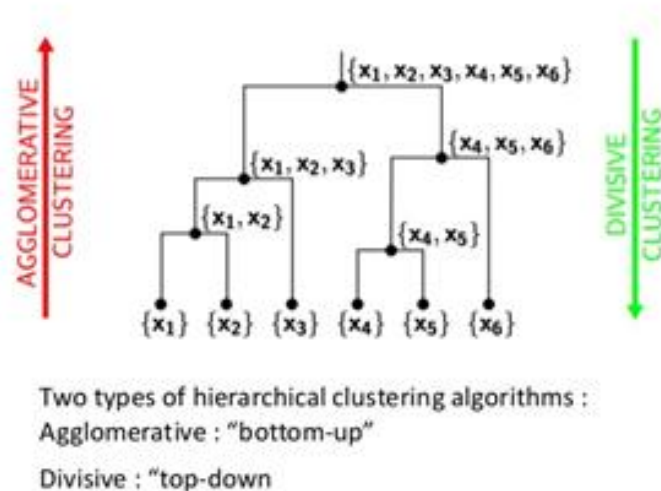 AGGLOMERATIVE
CLUSTERING
{x₁, x₂, x₃, x₄, x₅, x₆}
{x₁, x₂, x₃}
{x₄, x₅, x₆}
{x₁, x₂}
{x₄, x₅}
{x₁} {x₂} {x₃} {x₄} {x₅} {x₆}
DIVISIVE
CLUSTERING
Two types of hierarchical clustering algorithms :
Agglomerative : “bottom-up”
Divisive : “top-down